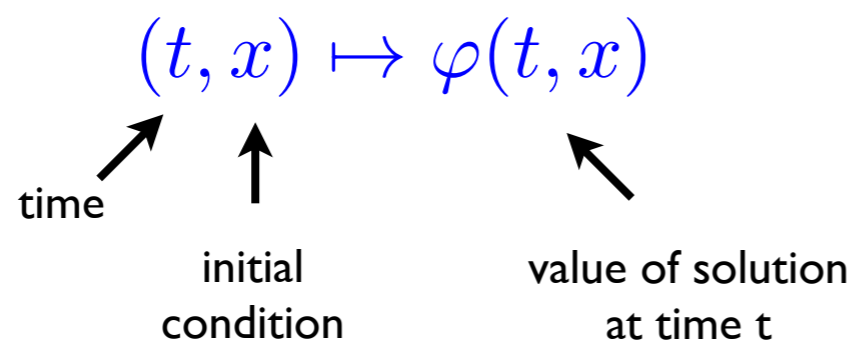 (t, x) ↦ φ(t, x)
time
initial
condition
value of solution
at time t